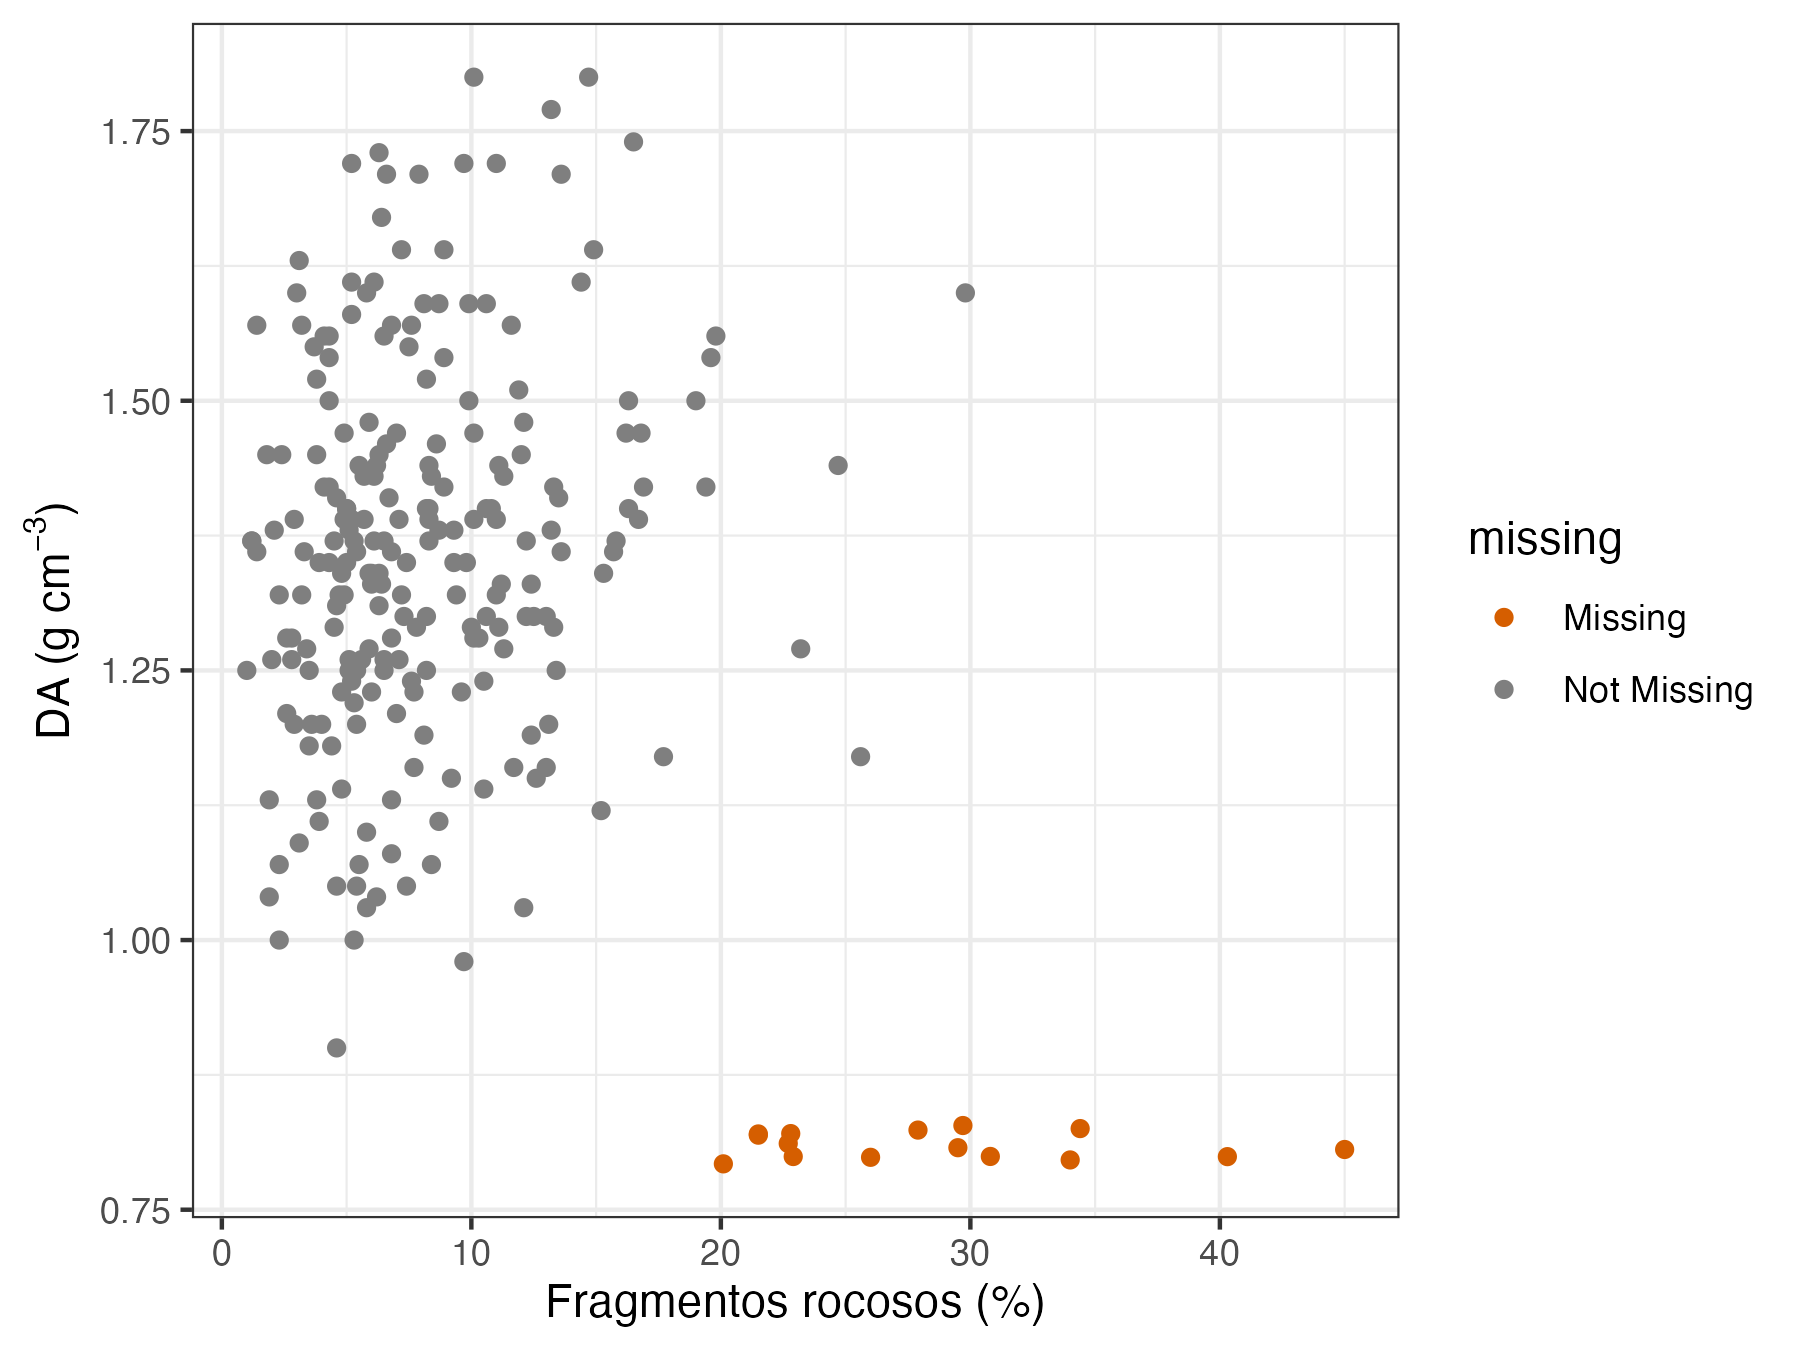 1.75
1.50
1.25
1.00
0.75
DA (g cm⁻³)
0 10 20 30 40
Fragmentos rocosos (%)
missing
Missing
Not Missing